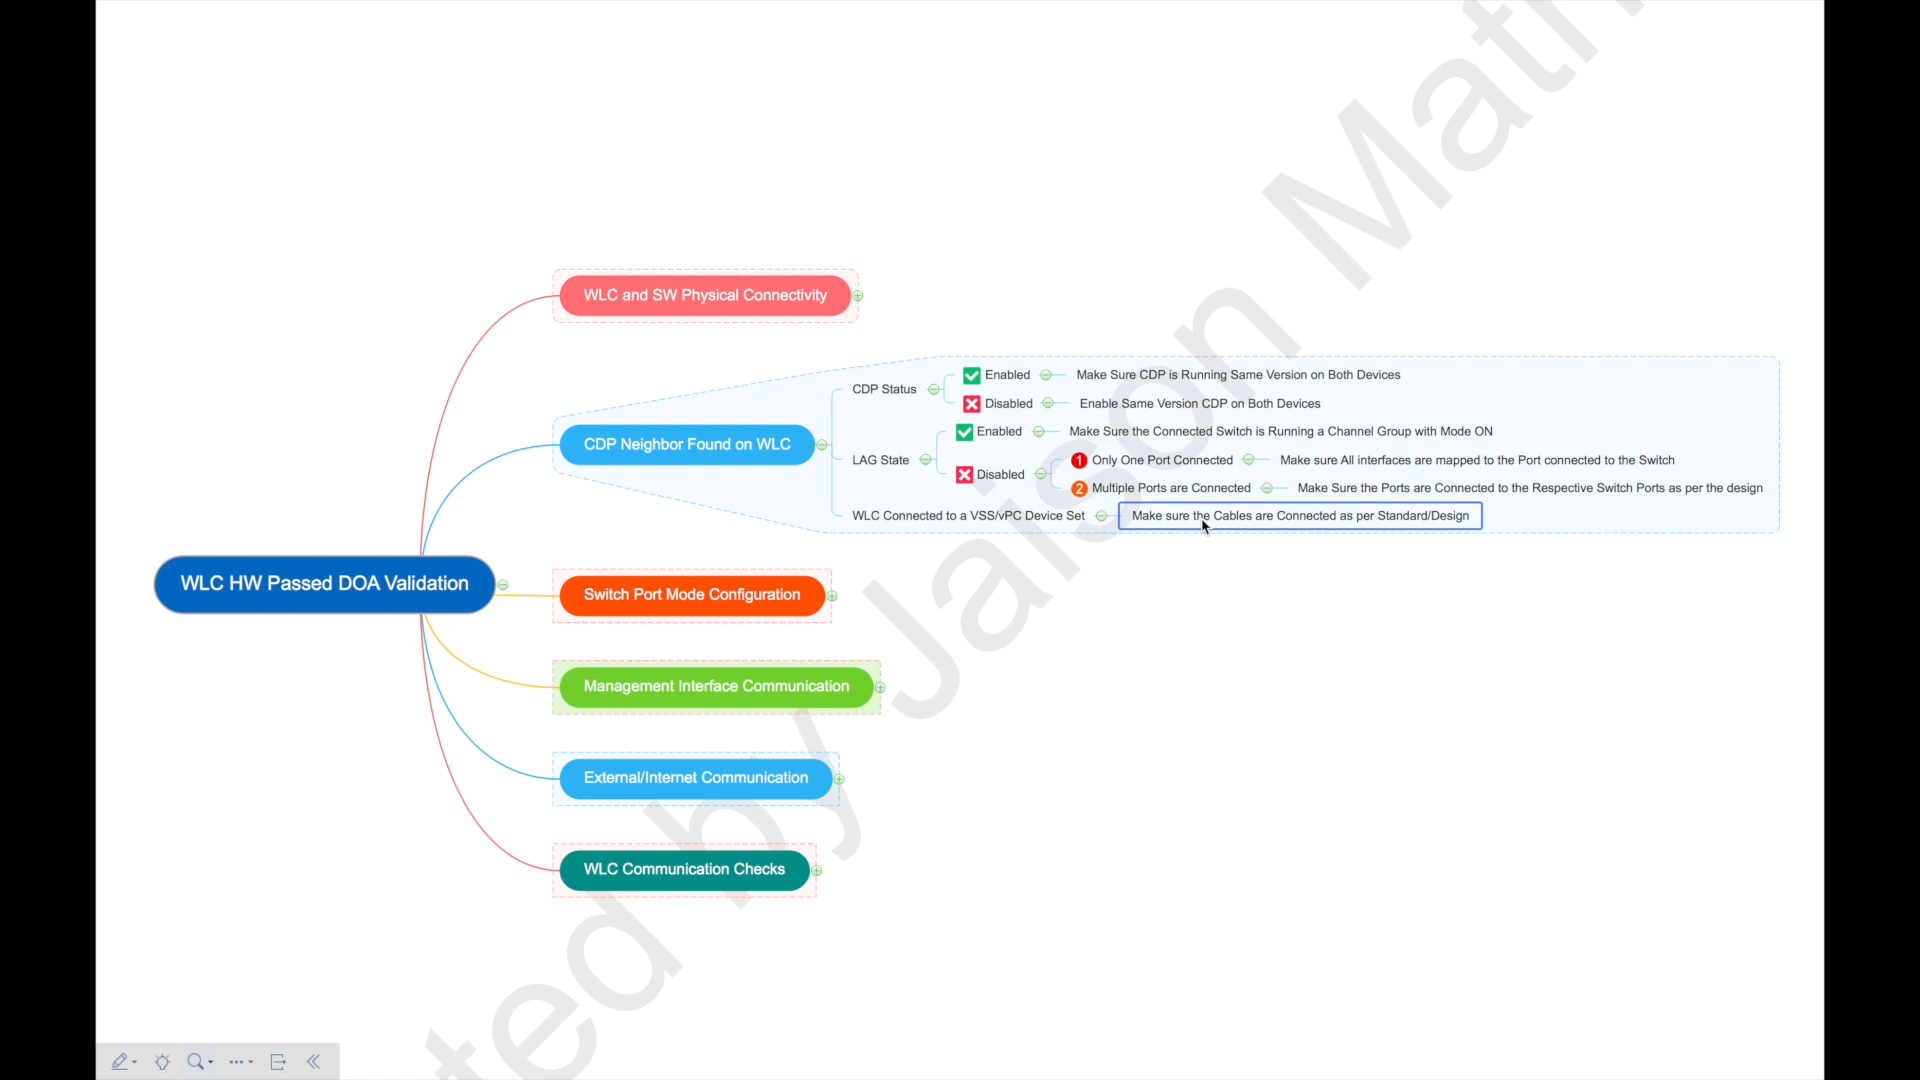 WLC HW Passed DOA Validation
WLC and SW Physical Connectivity
CDP Neighbor Found on WLC
CDP Status
Enabled
Make Sure CDP is Running Same Version on Both Devices
Disabled
Enable Same Version CDP on Both Devices
LAG State
Enabled
Make Sure the Connected Switch is Running a Channel Group with Mode ON
Disabled
1 Only One Port Connected
Make sure All interfaces are mapped to the Port connected to the Switch
2 Multiple Ports are Connected
Make Sure the Ports are Connected to the Respective Switch Ports as per the design
WLC Connected to a VSS/vPC Device Set
Make sure the Cables are Connected as per Standard/Design
Switch Port Mode Configuration
Management Interface Communication
External/Internet Communication
WLC Communication Checks
ted by Jaison Math